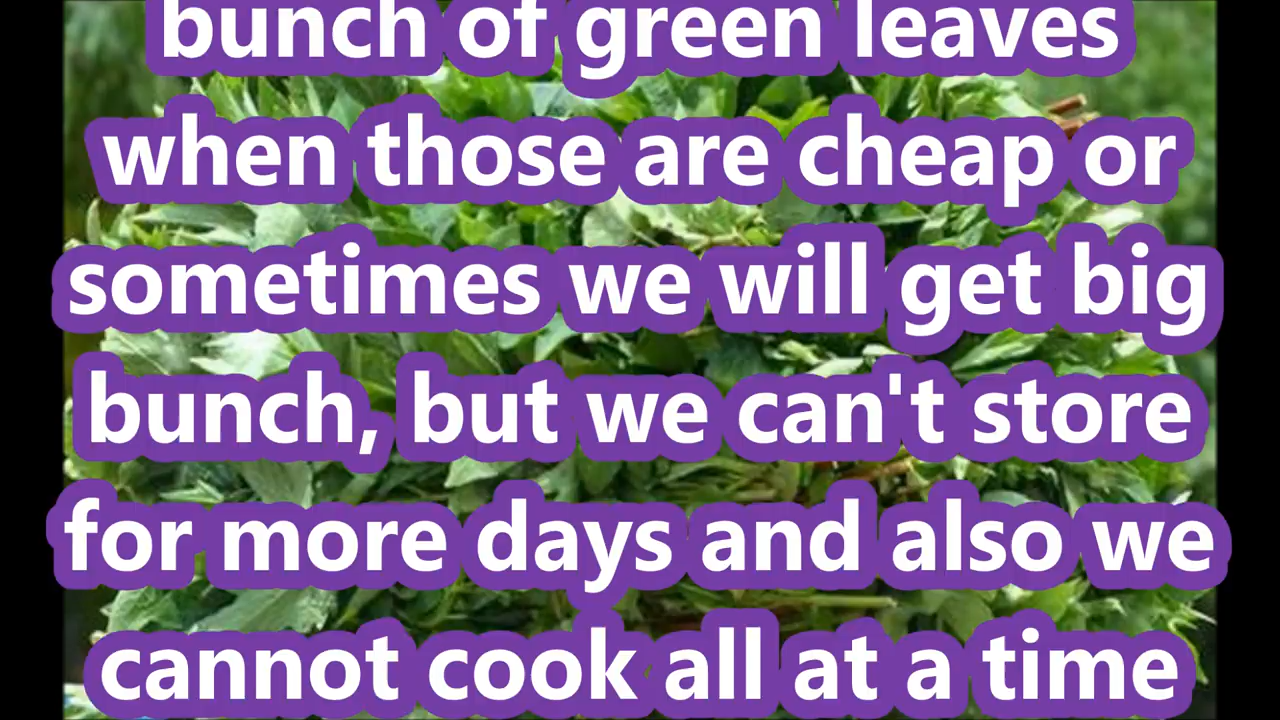 bunch of green leaves
when those are cheap or
sometimes we will get big
bunch, but we can't store
for more days and also we
cannot cook all at a time